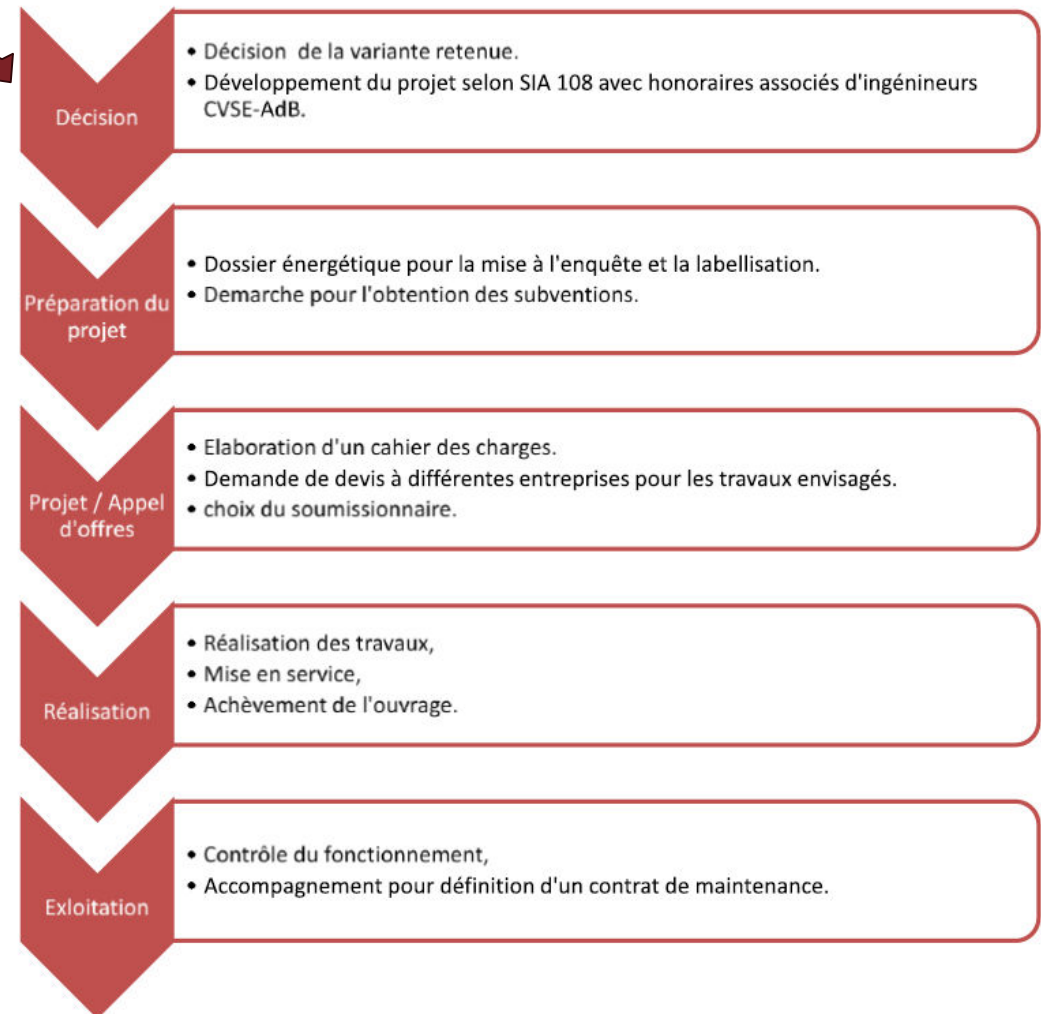 Décision
• Décision de la variante retenue.
• Développement du projet selon SIA 108 avec honoraires associés d'ingénineurs
CVSE-AdB.
Préparation du
projet
• Dossier énergétique pour la mise à l'enquête et la labellisation.
• Demarche pour l'obtention des subventions.
Projet / Appel
d'offres
• Elaboration d'un cahier des charges.
• Demande de devis à différentes entreprises pour les travaux envisagés.
• choix du soumissionnaire.
Réalisation
• Réalisation des travaux,
• Mise en service,
• Achèvement de l'ouvrage.
Exloitation
• Contrôle du fonctionnement,
• Accompagnement pour définition d'un contrat de maintenance.